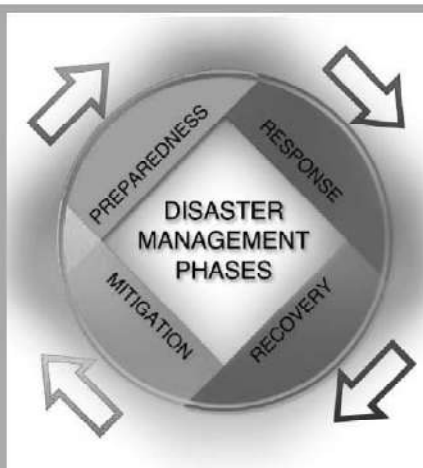 PREPAREDNESS
RESPONSE
DISASTER
MANAGEMENT
PHASES
MITIGATION
RECOVERY